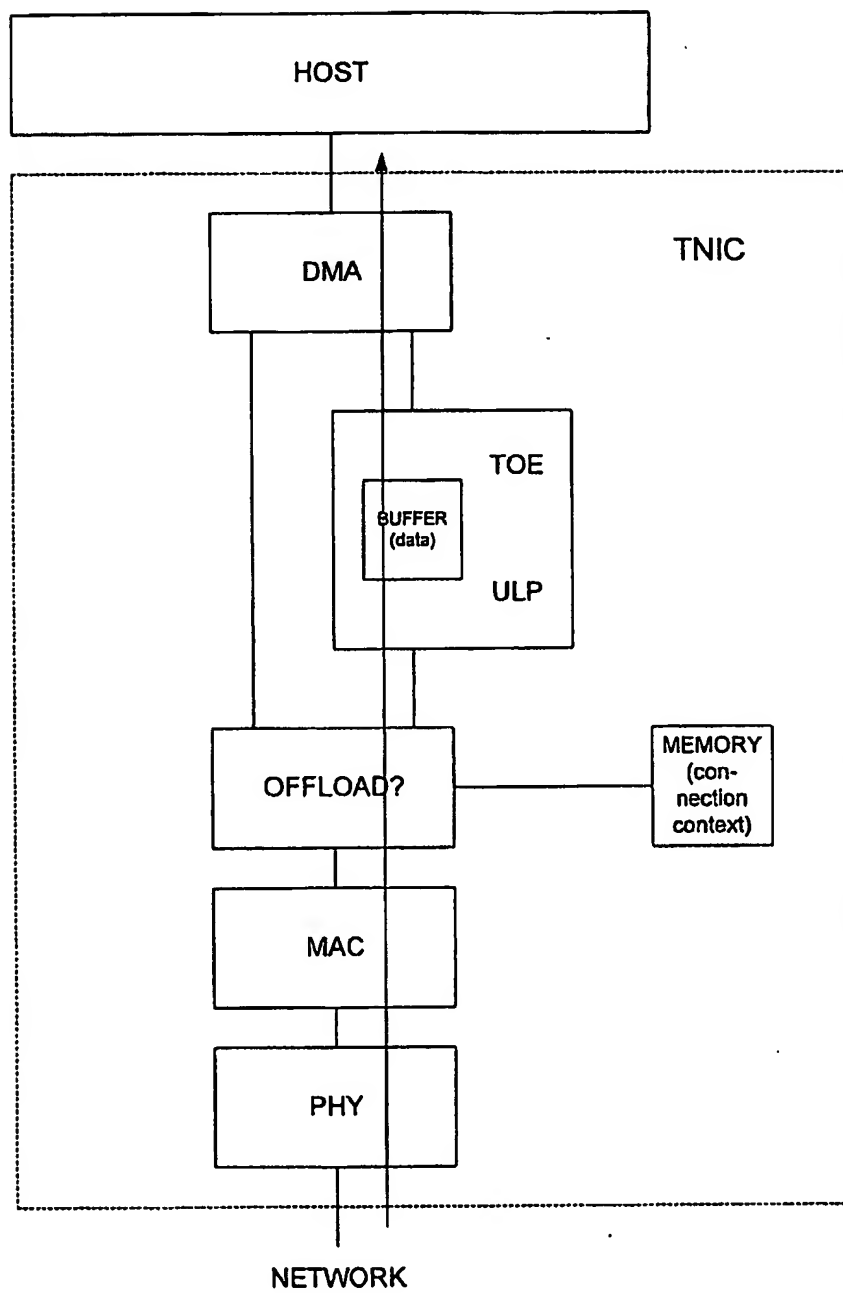 HOST
DMA
TNIC
TOE
BUFFER
(data)
ULP
OFFLOAD?
MEMORY
(con-
nection
context)
MAC
PHY
NETWORK